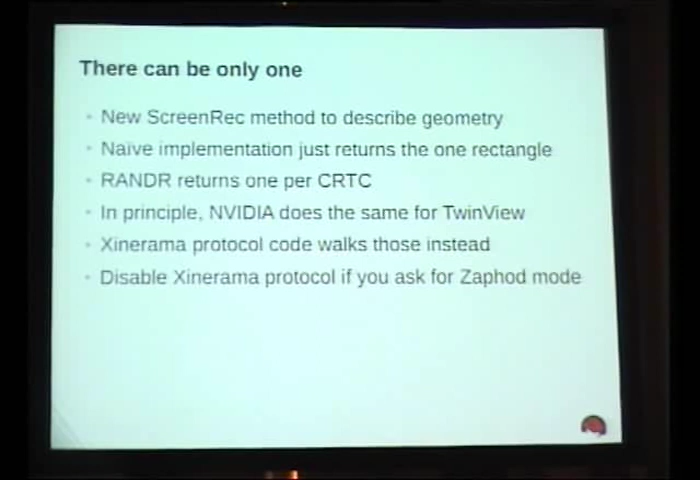 There can be only one
New ScreenRec method to describe geometry
Naïve implementation just returns the one rectangle
RANDR returns one per CRTC
In principle, NVIDIA does the same for TwinView
Xinerama protocol code walks those instead
Disable Xinerama protocol if you ask for Zaphod mode